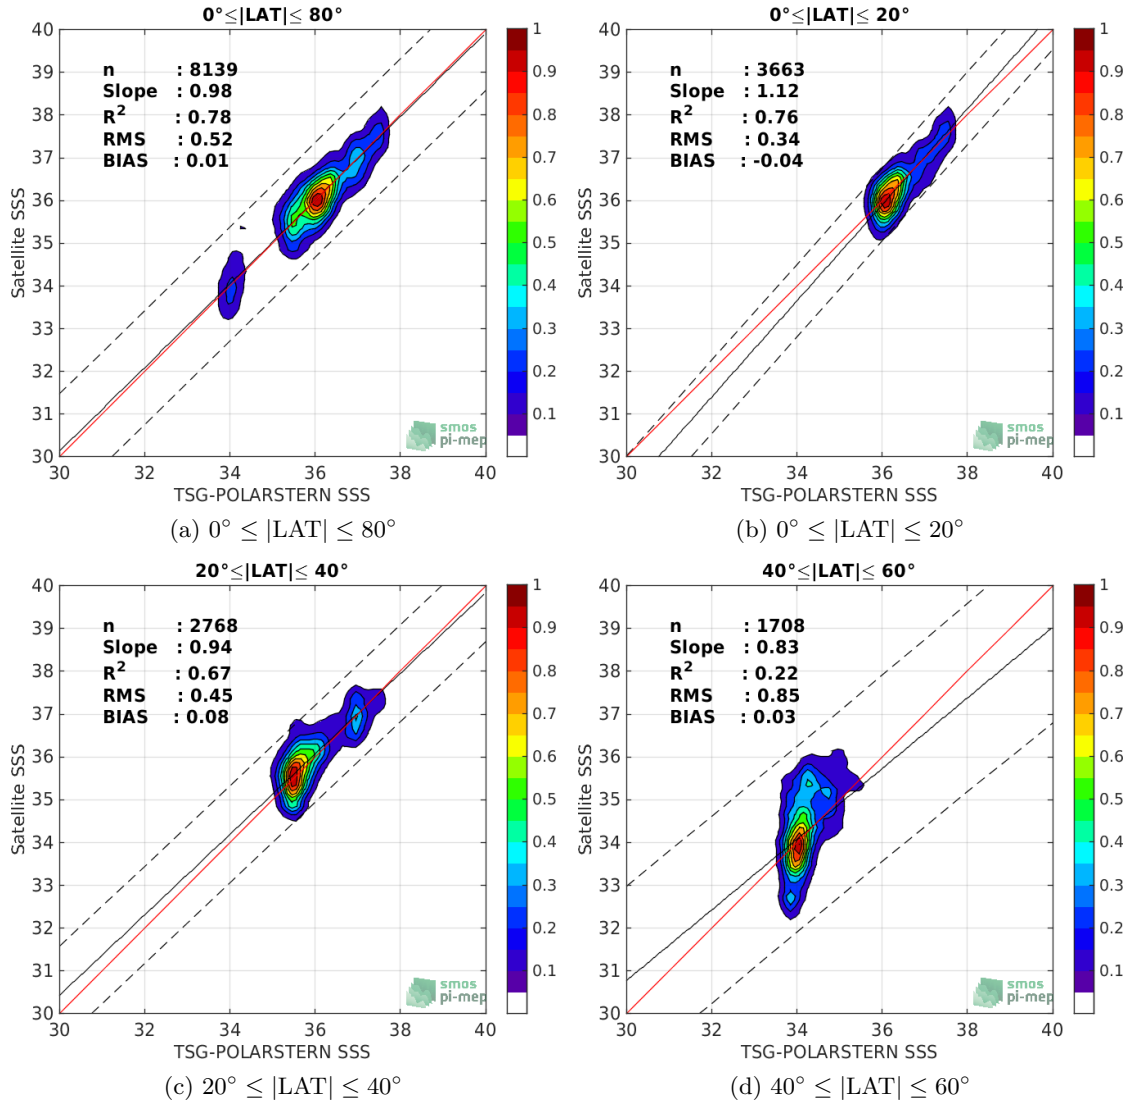 0°≤|LAT|≤ 80°
n : 8139
Slope : 0.98
R² : 0.78
RMS : 0.52
BIAS : 0.01
Satellite SSS
40
39
38
37
36
35
34
33
32
31
30
30 32 34 36 38 40
TSG-POLARSTERN SSS
1
0.9
0.8
0.7
0.6
0.5
0.4
0.3
0.2
0.1
smos
pi-mep
(a) 0° ≤ |LAT| ≤ 80°
0°≤|LAT|≤ 20°
n : 3663
Slope : 1.12
R² : 0.76
RMS : 0.34
BIAS : -0.04
Satellite SSS
40
39
38
37
36
35
34
33
32
31
30
30 32 34 36 38 40
TSG-POLARSTERN SSS
1
0.9
0.8
0.7
0.6
0.5
0.4
0.3
0.2
0.1
smos
pi-mep
(b) 0° ≤ |LAT| ≤ 20°
20°≤|LAT|≤ 40°
n : 2768
Slope : 0.94
R² : 0.67
RMS : 0.45
BIAS : 0.08
Satellite SSS
40
39
38
37
36
35
34
33
32
31
30
30 32 34 36 38 40
TSG-POLARSTERN SSS
1
0.9
0.8
0.7
0.6
0.5
0.4
0.3
0.2
0.1
smos
pi-mep
(c) 20° ≤ |LAT| ≤ 40°
40°≤|LAT|≤ 60°
n : 1708
Slope : 0.83
R² : 0.22
RMS : 0.85
BIAS : 0.03
Satellite SSS
40
39
38
37
36
35
34
33
32
31
30
30 32 34 36 38 40
TSG-POLARSTERN SSS
1
0.9
0.8
0.7
0.6
0.5
0.4
0.3
0.2
0.1
smos
pi-mep
(d) 40° ≤ |LAT| ≤ 60°